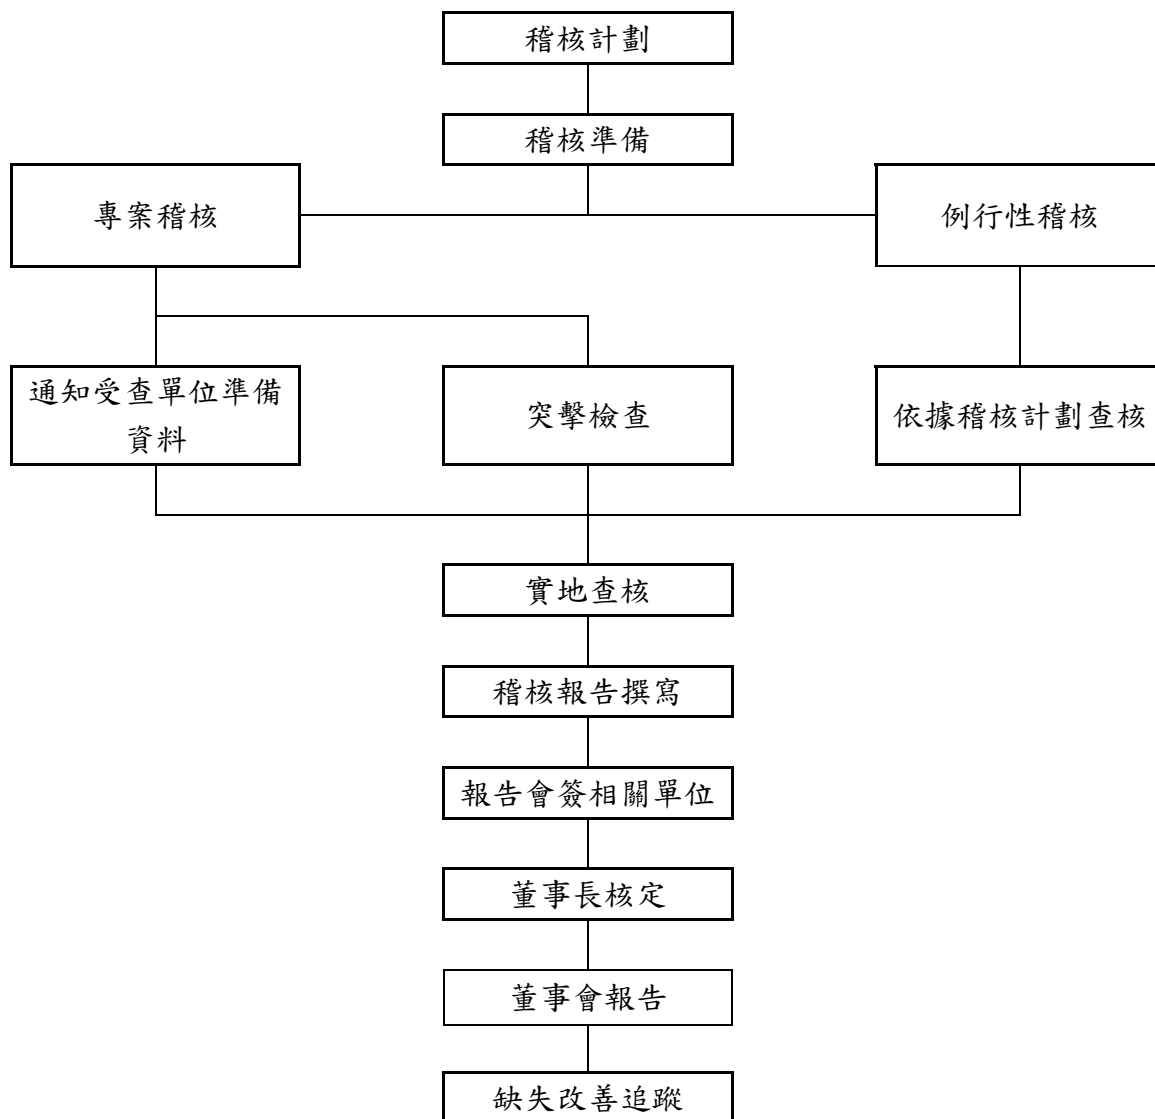 稽核計劃
稽核準備
專案稽核
例行性稽核
通知受查單位準備
資料
突擊檢查
依據稽核計劃查核
實地查核
稽核報告撰寫
報告會簽相關單位
董事長核定
董事會報告
缺失改善追蹤